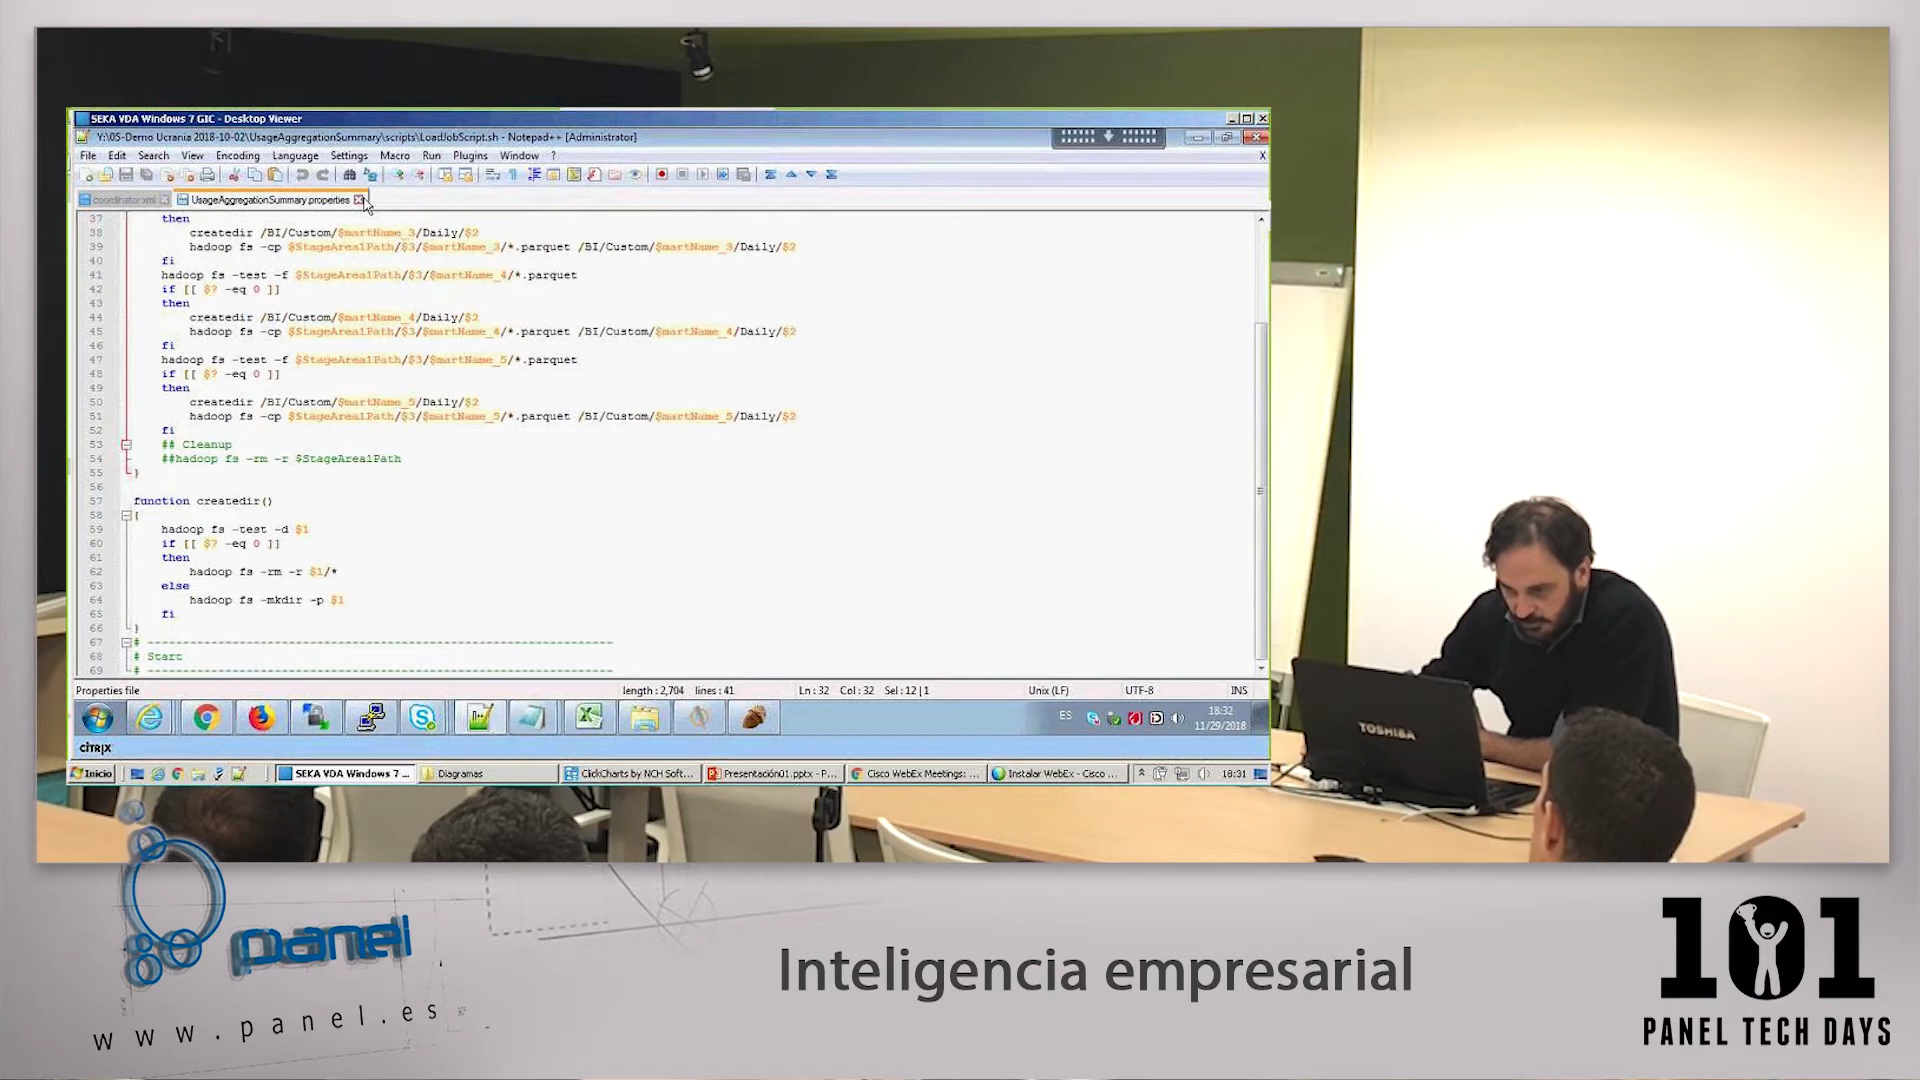 SEKA VDA Windows 7 GIC - Desktop Viewer
Y:\05-Demo Ucrania 2018-10-02\UsageAggregationSummary\scripts\LoadJobScript.sh - Notepad++ [Administrator]
File Edit Search View Encoding Language Settings Macro Run Plugins Window ? X
coordinator.xml UsageAggregationSummary.properties
37 then
38 createdir /BI/Custom/$martName_3/Daily/$2
39 hadoop fs -cp $StageArea1Path/$3/$martName_3/*.parquet /BI/Custom/$martName_3/Daily/$2
40 fi
41 hadoop fs -test -f $StageArea1Path/$3/$martName_4/*.parquet
42 if [[ $? -eq 0 ]]
43 then
44 createdir /BI/Custom/$martName_4/Daily/$2
45 hadoop fs -cp $StageArea1Path/$3/$martName_4/*.parquet /BI/Custom/$martName_4/Daily/$2
46 fi
47 hadoop fs -test -f $StageArea1Path/$3/$martName_5/*.parquet
48 if [[ $? -eq 0 ]]
49 then
50 createdir /BI/Custom/$martName_5/Daily/$2
51 hadoop fs -cp $StageArea1Path/$3/$martName_5/*.parquet /BI/Custom/$martName_5/Daily/$2
52 fi
53 ## Cleanup
54 ##hadoop fs -rm -r $StageArea1Path
55 }
56
57 function createdir()
58 {
59 hadoop fs -test -d $1
60 if [[ $? -eq 0 ]]
61 then
62 hadoop fs -rm -r $1/*
63 else
64 hadoop fs -mkdir -p $1
65 fi
66 }
67 # -------------------------------------------------------------------
68 # Start
69 # -------------------------------------------------------------------
Properties file length : 2,704 lines : 41 Ln : 32 Col : 32 Sel : 12 | 1 Unix (LF) UTF-8 INS
ES 18:32
11/29/2018
CITRIX
Inicio SEKA VDA Windows 7 ... Diagramas ClickCharts by NCH Soft... Presentación01.pptx - P... Cisco WebEx Meetings: ... Instalar WebEx - Cisco ... 18:31
TOSHIBA
panel
www.panel.es
Inteligencia empresarial
101
PANEL TECH DAYS